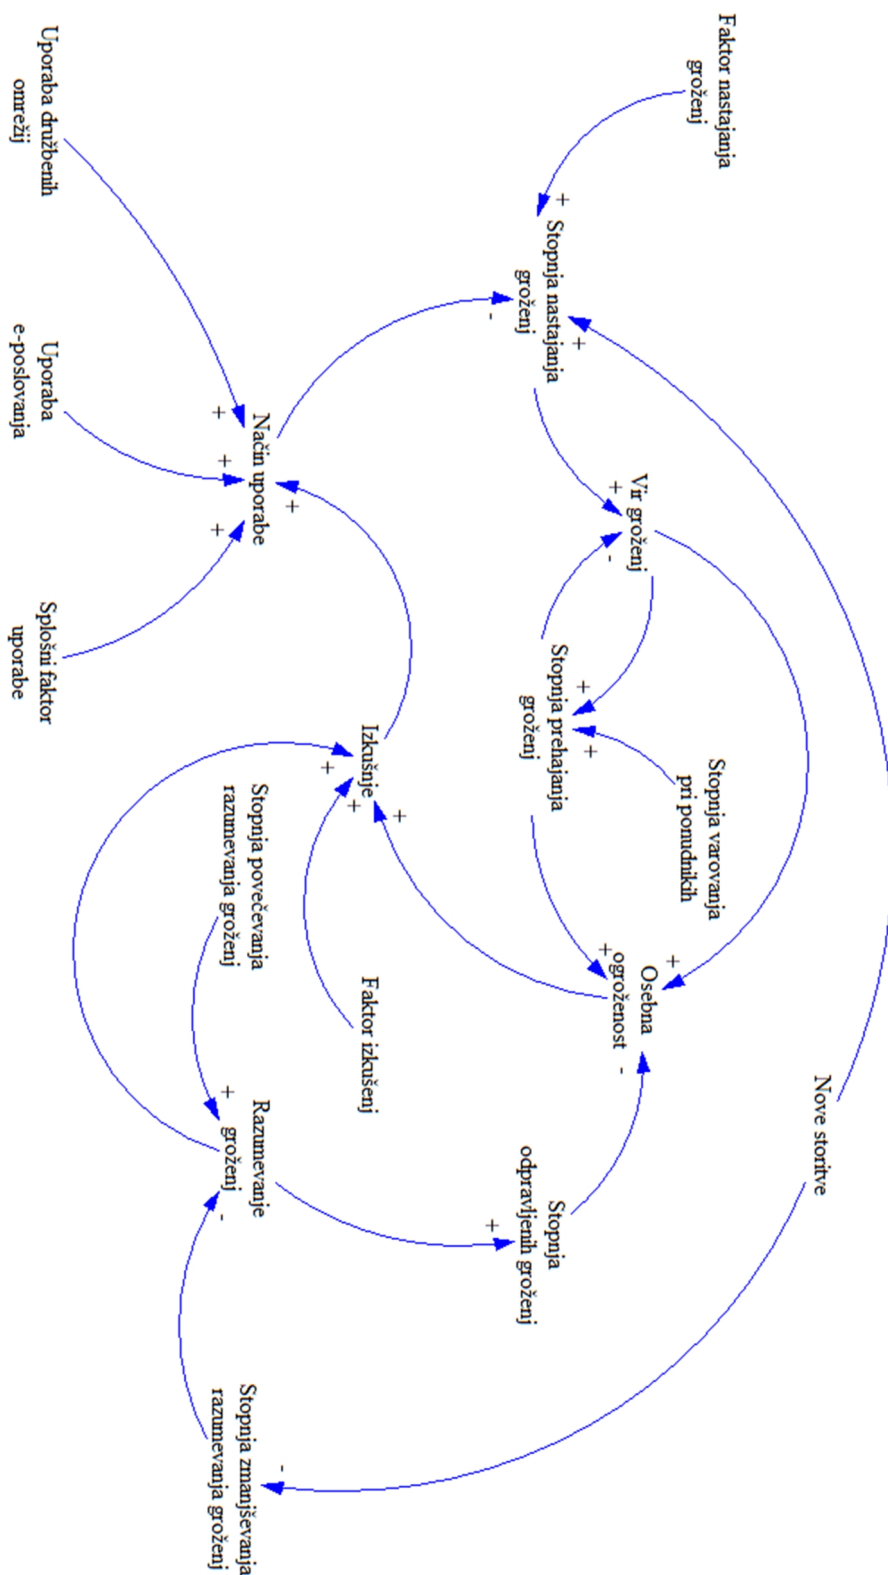 Faktor nastajanja
groženj
+
Stopnja nastajanja
groženj
+
-
Uporaba družbenih
omrežij
Uporaba
e-poslovanja
Splošni faktor
uporabe
+
+
+
Način uporabe
+
Vir groženj
+
-
Stopnja prehajanja
groženj
+
+
Stopnja varovanja
pri ponudnikih
Osebna
ogroženost
+
+
-
Izkušnje
+
+
+
Faktor izkušenj
Stopnja povečevanja
razumevanja groženj
Razumevanje
groženj
+
-
Stopnja
odpravljenih groženj
+
Nove storitve
Stopnja zmanjševanja
razumevanja groženj
-